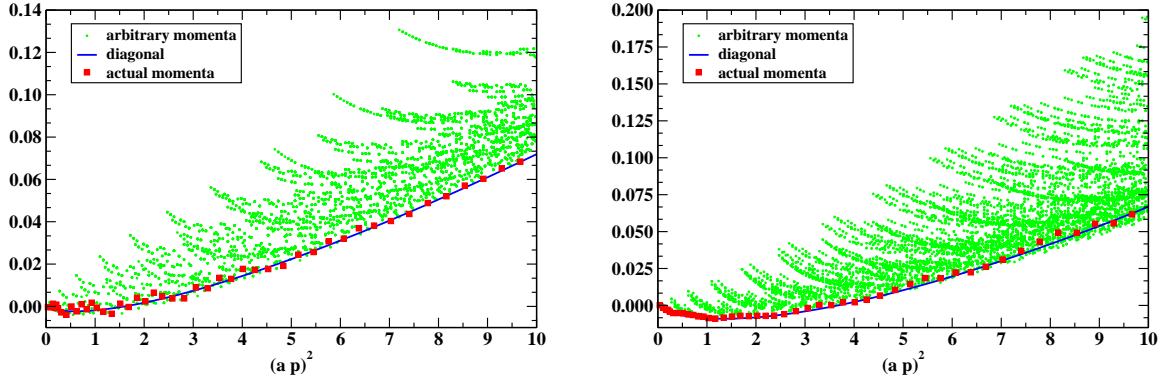 0.14
0.12
0.10
0.08
0.06
0.04
0.02
0.00
0 1 2 3 4 5 6 7 8 9 10
(a p)²
arbitrary momenta
diagonal
actual momenta
0.200
0.175
0.150
0.125
0.100
0.075
0.050
0.025
0.000
0 1 2 3 4 5 6 7 8 9 10
(a p)²
arbitrary momenta
diagonal
actual momenta